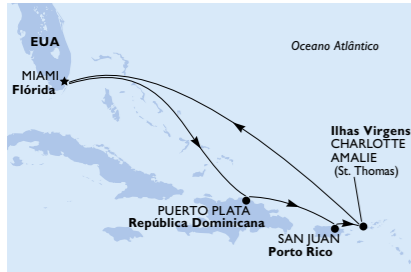 EUA
Oceano Atlântico
MIAMI
Flórida
Ilhas Virgens
CHARLOTTE
AMALIE
(St. Thomas)
PUERTO PLATA
República Dominicana
SAN JUAN
Porto Rico